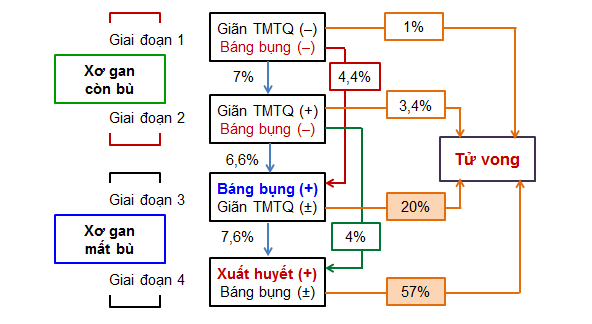 Giai đoạn 1
Xơ gan
còn bù
Giai đoạn 2
Giai đoạn 3
Xơ gan
mất bù
Giai đoạn 4
Giãn TMTQ (–)
Báng bụng (–)
1%
7%
4,4%
Giãn TMTQ (+)
Báng bụng (–)
3,4%
6,6%
Tử vong
Báng bụng (+)
Giãn TMTQ (±)
20%
7,6%
4%
Xuất huyết (+)
Báng bụng (±)
57%